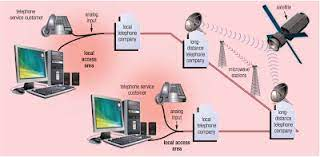 telephone
service customer
analog
input
local
telephone
company
local access
area
long-
distance
telephone
company
microwave
stations
satellite
telephone service
customer
analog
input
local access
area
local
telephone
company
long-
distance
telephone
company